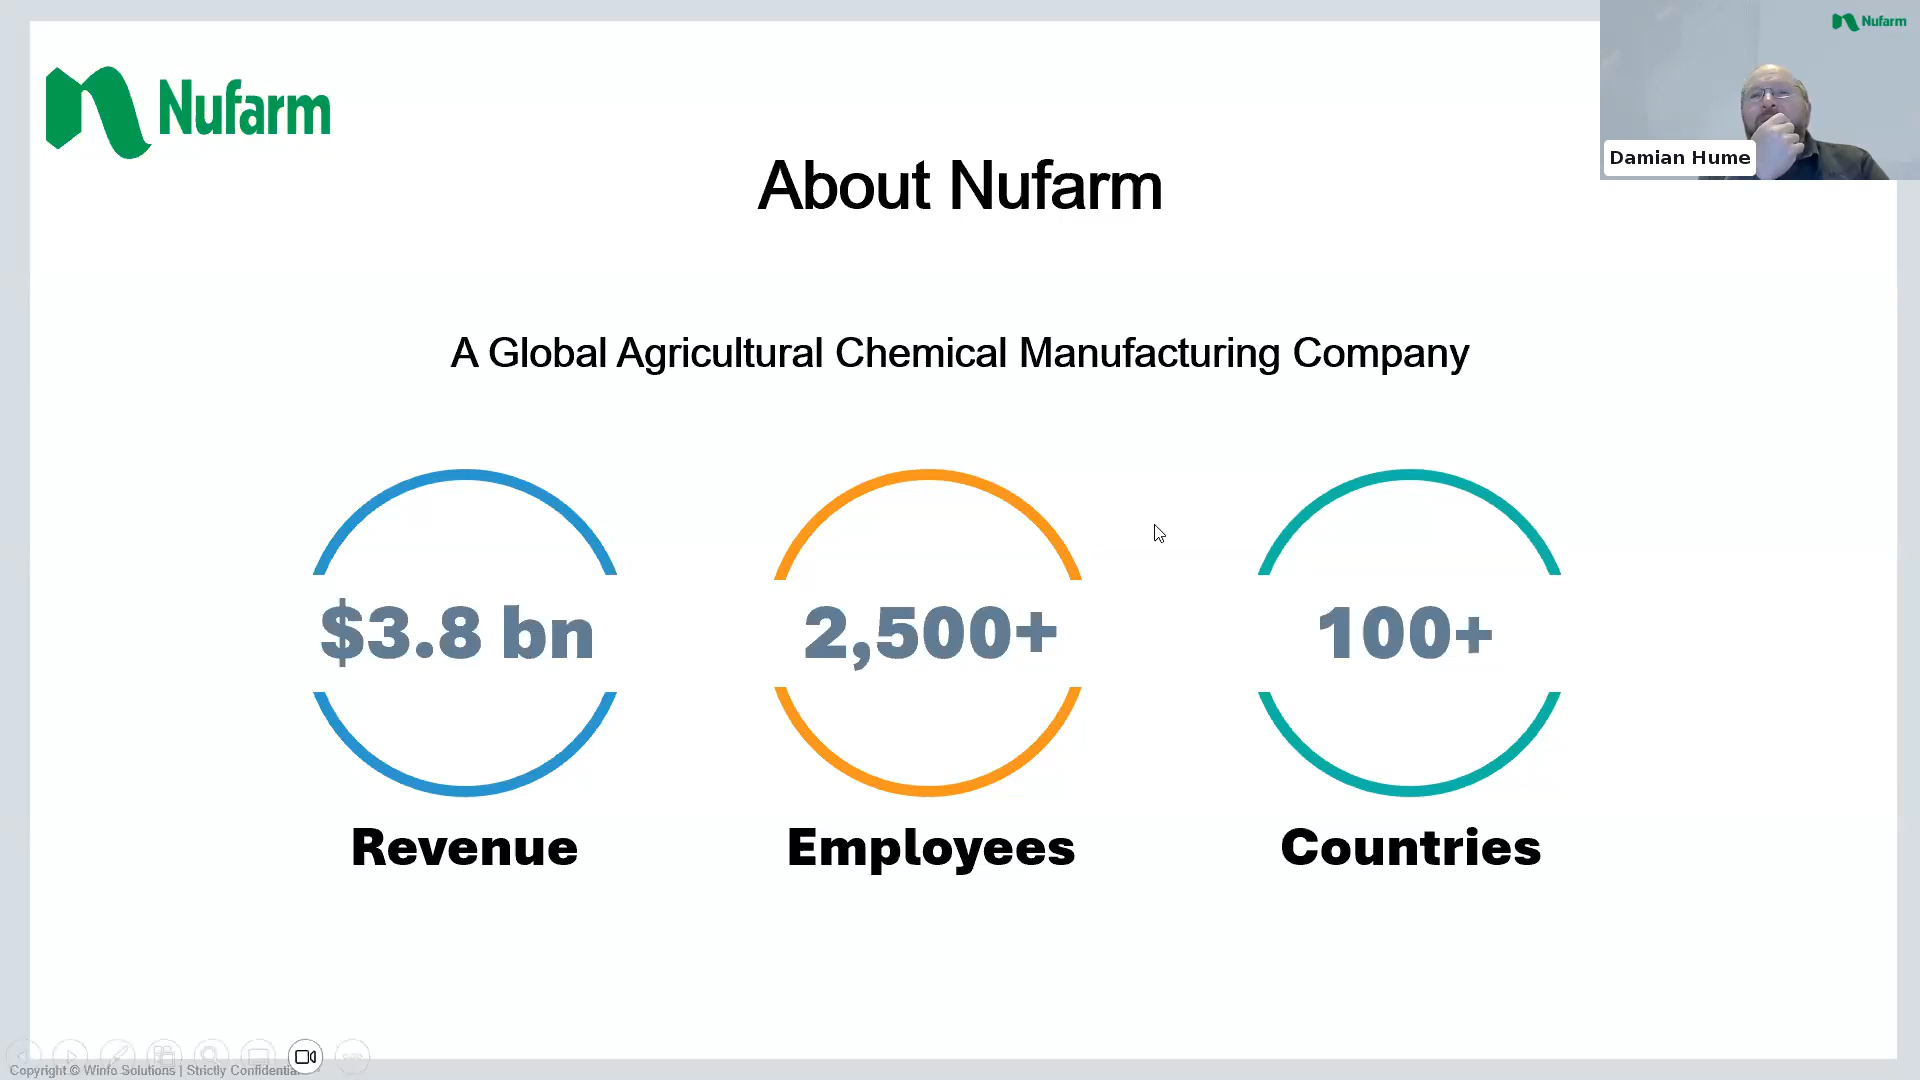 Nufarm
Nufarm
Damian Hume
About Nufarm
A Global Agricultural Chemical Manufacturing Company
$3.8 bn
2,500+
100+
Revenue
Employees
Countries
Copyright © Winfo Solutions | Strictly Confidential